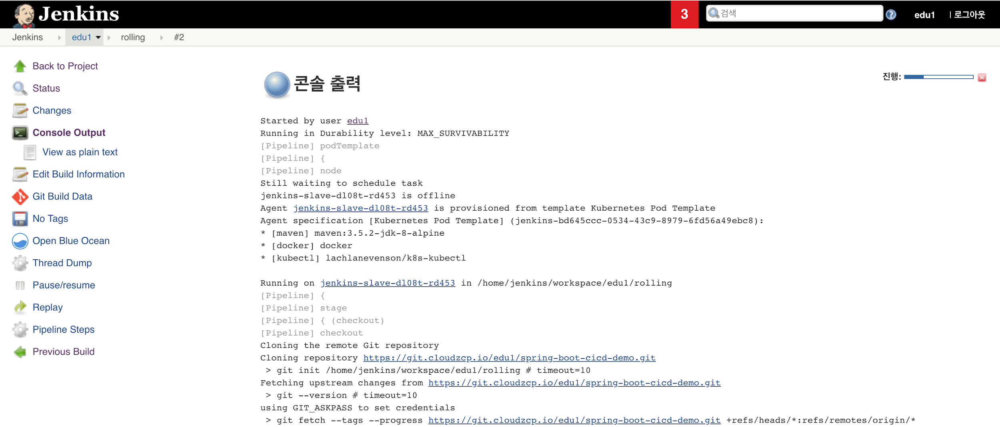 Jenkins
3
검색
edu1
| 로그아웃
Jenkins
edu1
rolling
#2
Back to Project
Status
Changes
Console Output
View as plain text
Edit Build Information
Git Build Data
No Tags
Open Blue Ocean
Thread Dump
Pause/resume
Replay
Pipeline Steps
Previous Build
콘솔 출력
진행:
Started by user edu1
Running in Durability level: MAX_SURVIVABILITY
[Pipeline] podTemplate
[Pipeline] {
[Pipeline] node
Still waiting to schedule task
jenkins-slave-dl08t-rd453 is offline
Agent jenkins-slave-dl08t-rd453 is provisioned from template Kubernetes Pod Template
Agent specification [Kubernetes Pod Template] (jenkins-bd645ccc-0534-43c9-8979-6fd56a49ebc8):
* [maven] maven:3.5.2-jdk-8-alpine
* [docker] docker
* [kubectl] lachlanevenson/k8s-kubectl
Running on jenkins-slave-dl08t-rd453 in /home/jenkins/workspace/edu1/rolling
[Pipeline] {
[Pipeline] stage
[Pipeline] { (checkout)
[Pipeline] checkout
Cloning the remote Git repository
Cloning repository https://git.cloudzcp.io/edu1/spring-boot-cicd-demo.git
> git init /home/jenkins/workspace/edu1/rolling # timeout=10
Fetching upstream changes from https://git.cloudzcp.io/edu1/spring-boot-cicd-demo.git
> git --version # timeout=10
using GIT_ASKPASS to set credentials
> git fetch --tags --progress https://git.cloudzcp.io/edu1/spring-boot-cicd-demo.git +refs/heads/*:refs/remotes/origin/*